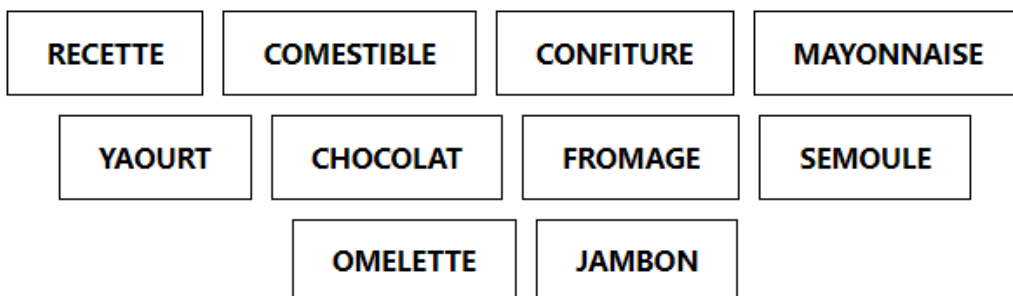 RECETTE COMESTIBLE CONFITURE MAYONNAISE
YAOURT CHOCOLAT FROMAGE SEMOULE
OMELETTE JAMBON